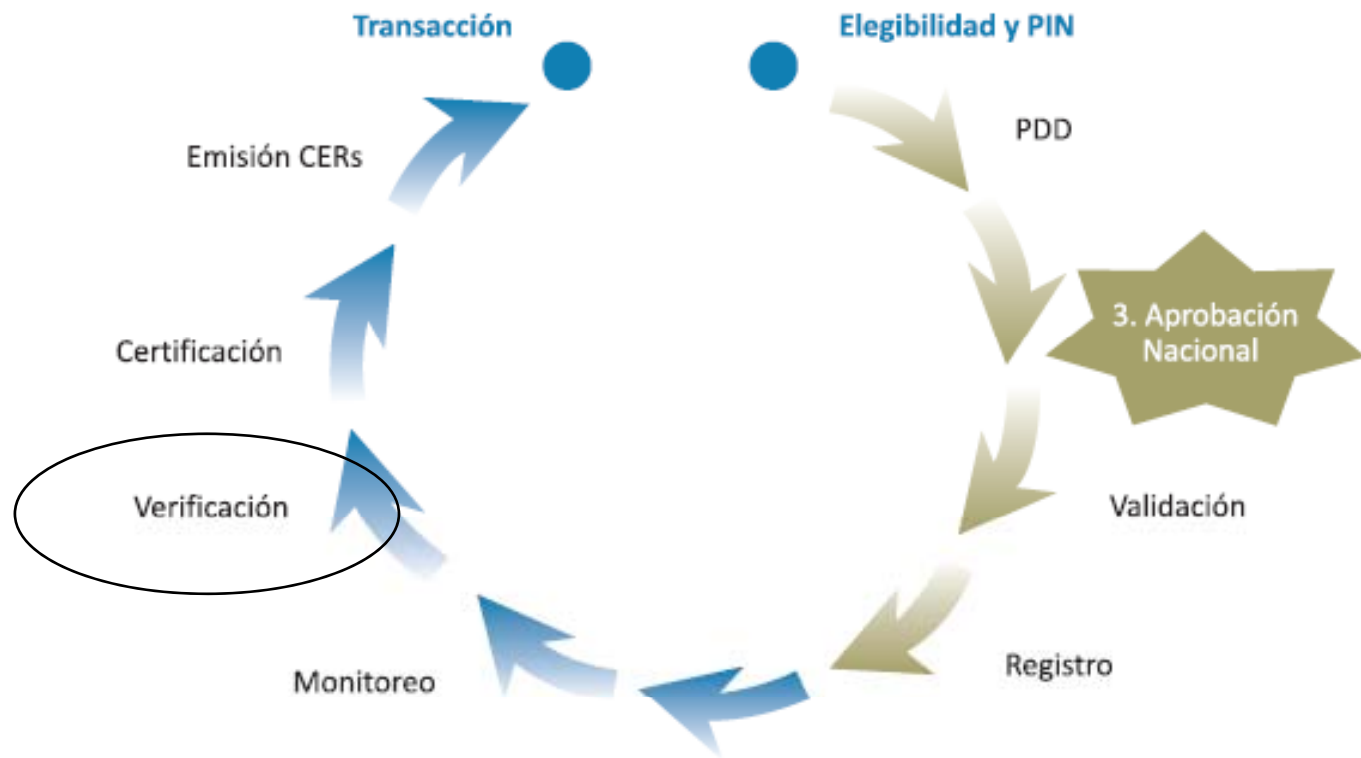 Transacción
Elegibilidad y PIN
PDD
Emisión CERs
3. Aprobación
Nacional
Certificación
Verificación
Validación
Registro
Monitoreo